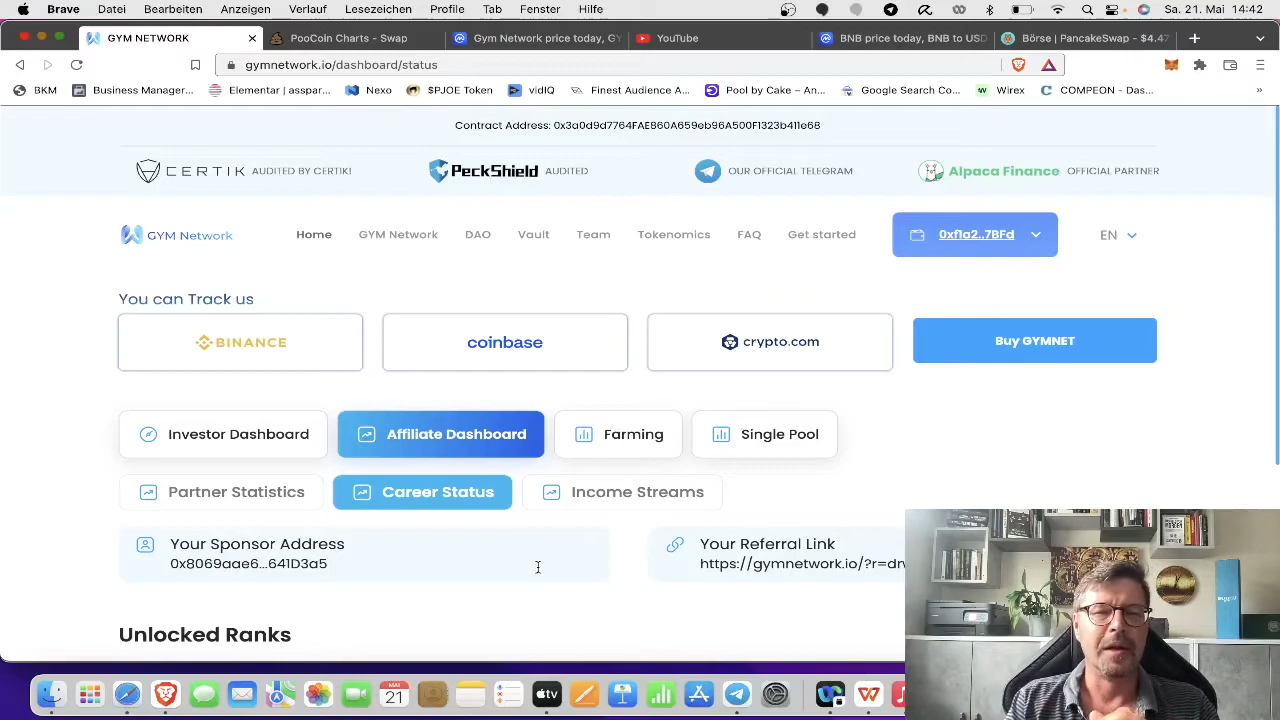 Brave Datei Bearbeiten Anzeigen Verlauf Lesezeichen Profile Tab Fenster Hilfe Sa. 21. Mai 14:42
GYM NETWORK PooCoin Charts - Swap Gym Network price today, GY YouTube BNB price today, BNB to USD Börse | PancakeSwap - $4.47
gymnetwork.io/dashboard/status
BKM Business Manager... Elementar | asspar... Nexo $PJOE Token vidIQ Finest Audience A... Pool by Cake – An... Google Search Co... Wirex COMPEON - Das... »
Contract Address: 0x3a0d9d7764FAE860A659eb96A500F1323b411e68
CERTIK AUDITED BY CERTIK! PeckShield AUDITED OUR OFFICIAL TELEGRAM Alpaca Finance OFFICIAL PARTNER
GYM Network Home GYM Network DAO Vault Team Tokenomics FAQ Get started 0xf1a2..7BFd EN
You can Track us
BINANCE coinbase crypto.com Buy GYMNET
Investor Dashboard Affiliate Dashboard Farming Single Pool
Partner Statistics Career Status Income Streams
Your Sponsor Address Your Referral Link
0x8069aae6...641D3a5 https://gymnetwork.io/?r=drw
Unlocked Ranks
MAI
21
tv